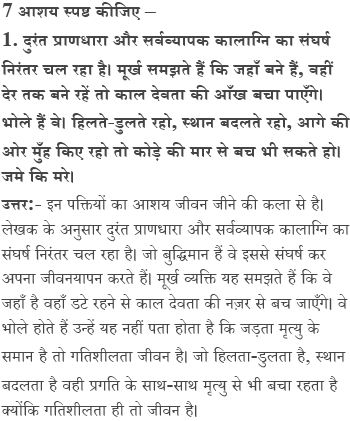 7 आशय स्पष्ट कीजिए –
1. दुरंत प्राणधारा और सर्वव्यापक कालाग्नि का संघर्ष
निरंतर चल रहा है। मूर्ख समझते हैं कि जहाँ बने हैं, वहीं
देर तक बने रहें तो काल देवता की आँख बचा पाएँगे।
भोले हैं वे। हिलते-डुलते रहो, स्थान बदलते रहो, आगे की
ओर मुँह किए रहो तो कोड़े की मार से बच भी सकते हो।
जमे कि मरे।
उत्तर:- इन पक्तियों का आशय जीवन जीने की कला से है।
लेखक के अनुसार दुरंत प्राणधारा और सर्वव्यापक कालाग्नि का
संघर्ष निरंतर चल रहा है। जो बुद्धिमान हैं वे इससे संघर्ष कर
अपना जीवनयापन करते हैं। मूर्ख व्यक्ति यह समझते हैं कि वे
जहाँ है वहाँ डटे रहने से काल देवता की नज़र से बच जाएँगे। वे
भोले होते हैं उन्हें यह नहीं पता होता है कि जड़ता मृत्यु के
समान है तो गतिशीलता जीवन है। जो हिलता-डुलता है, स्थान
बदलता है वही प्रगति के साथ-साथ मृत्यु से भी बचा रहता है
क्योंकि गतिशीलता ही तो जीवन है।